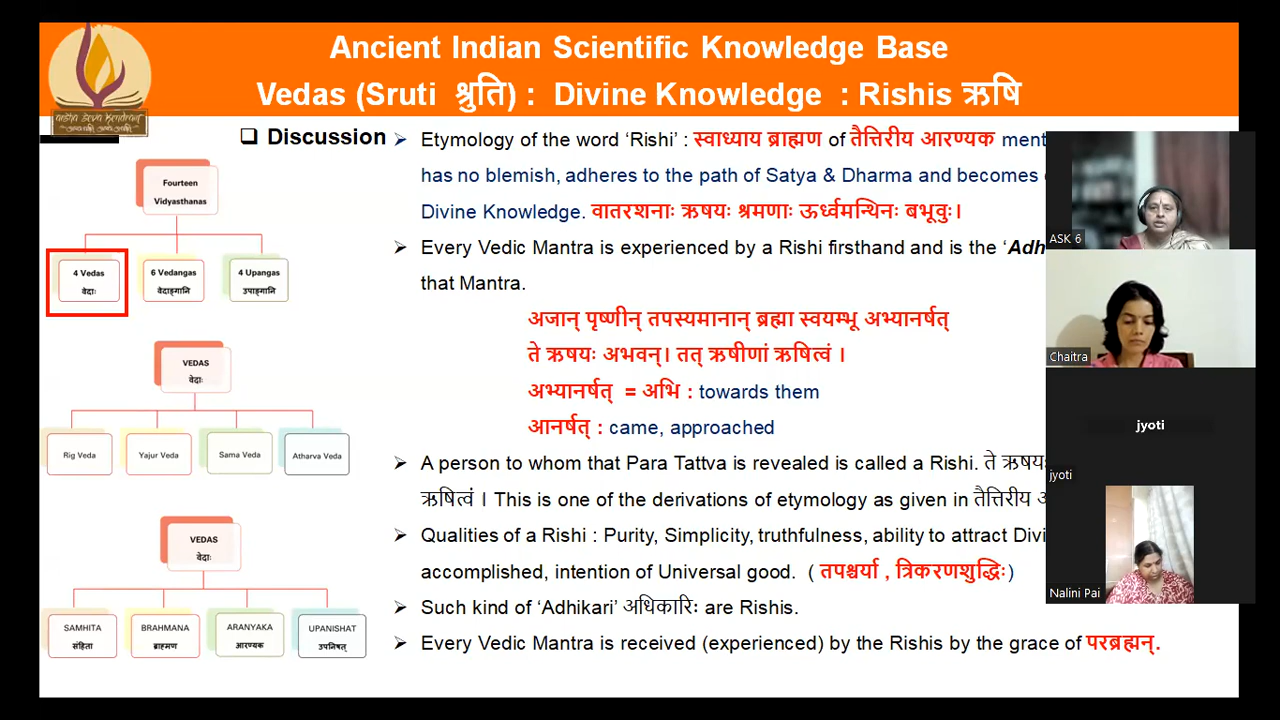 Ancient Indian Scientific Knowledge Base
Vedas (Sruti श्रुति) : Divine Knowledge : Rishis ऋषि
❑ Discussion
➢ Etymology of the word ‘Rishi’ : स्वाध्याय ब्राह्मण of तैत्तिरीय आरण्यक
has no blemish, adheres to the path of Satya & Dharma and becomes
Divine Knowledge. वातरशनाः ऋषयः श्रमणाः ऊर्ध्वमन्थिनः बभूवुः।
➢ Every Vedic Mantra is experienced by a Rishi firsthand and is the
that Mantra.
अजान् पृष्णीन् तपस्यमानान् ब्रह्मा स्वयम्भू अभ्यानर्षत्
ते ऋषयः अभवन्। तत् ऋषीणां ऋषित्वं ।
अभ्यानर्षत् = अभि : towards them
आनर्षत् : came, approached
➢ A person to whom that Para Tattva is revealed is called a Rishi. ते
ऋषित्वं । This is one of the derivations of etymology as given in तैत्तिरीय
➢ Qualities of a Rishi : Purity, Simplicity, truthfulness, ability to attract
accomplished, intention of Universal good. ( तपश्चर्या , त्रिकरणशुद्धिः)
➢ Such kind of ‘Adhikari’ अधिकारिः are Rishis.
➢ Every Vedic Mantra is received (experienced) by the Rishis by the grace of परब्रह्मन्.
Fourteen
Vidyasthanas
4 Vedas
वेदाः
6 Vedangas
वेदाङ्गानि
4 Upangas
उपाङ्गानि
VEDAS
वेदाः
Rig Veda
Yajur Veda
Sama Veda
Atharva Veda
VEDAS
वेदाः
SAMHITA
संहिता
BRAHMANA
ब्राह्मण
ARANYAKA
आरण्यक
UPANISHAT
उपनिषत्
ASK 6
Chaitra
jyoti
jyoti
Nalini Pai